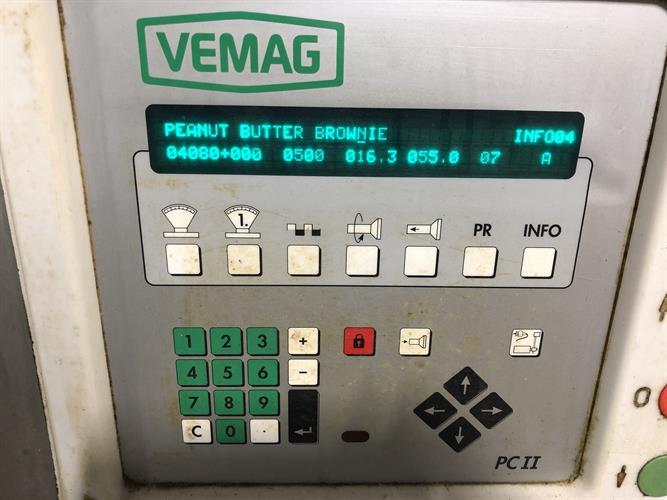 VEMAG
PEANUT BUTTER BROWNIE INFO04
04080+000 0500 016.3 055.0 07 A
1. PR INFO
1 2 3 +
4 5 6 -
7 8 9
C 0 .
PC II
0
I